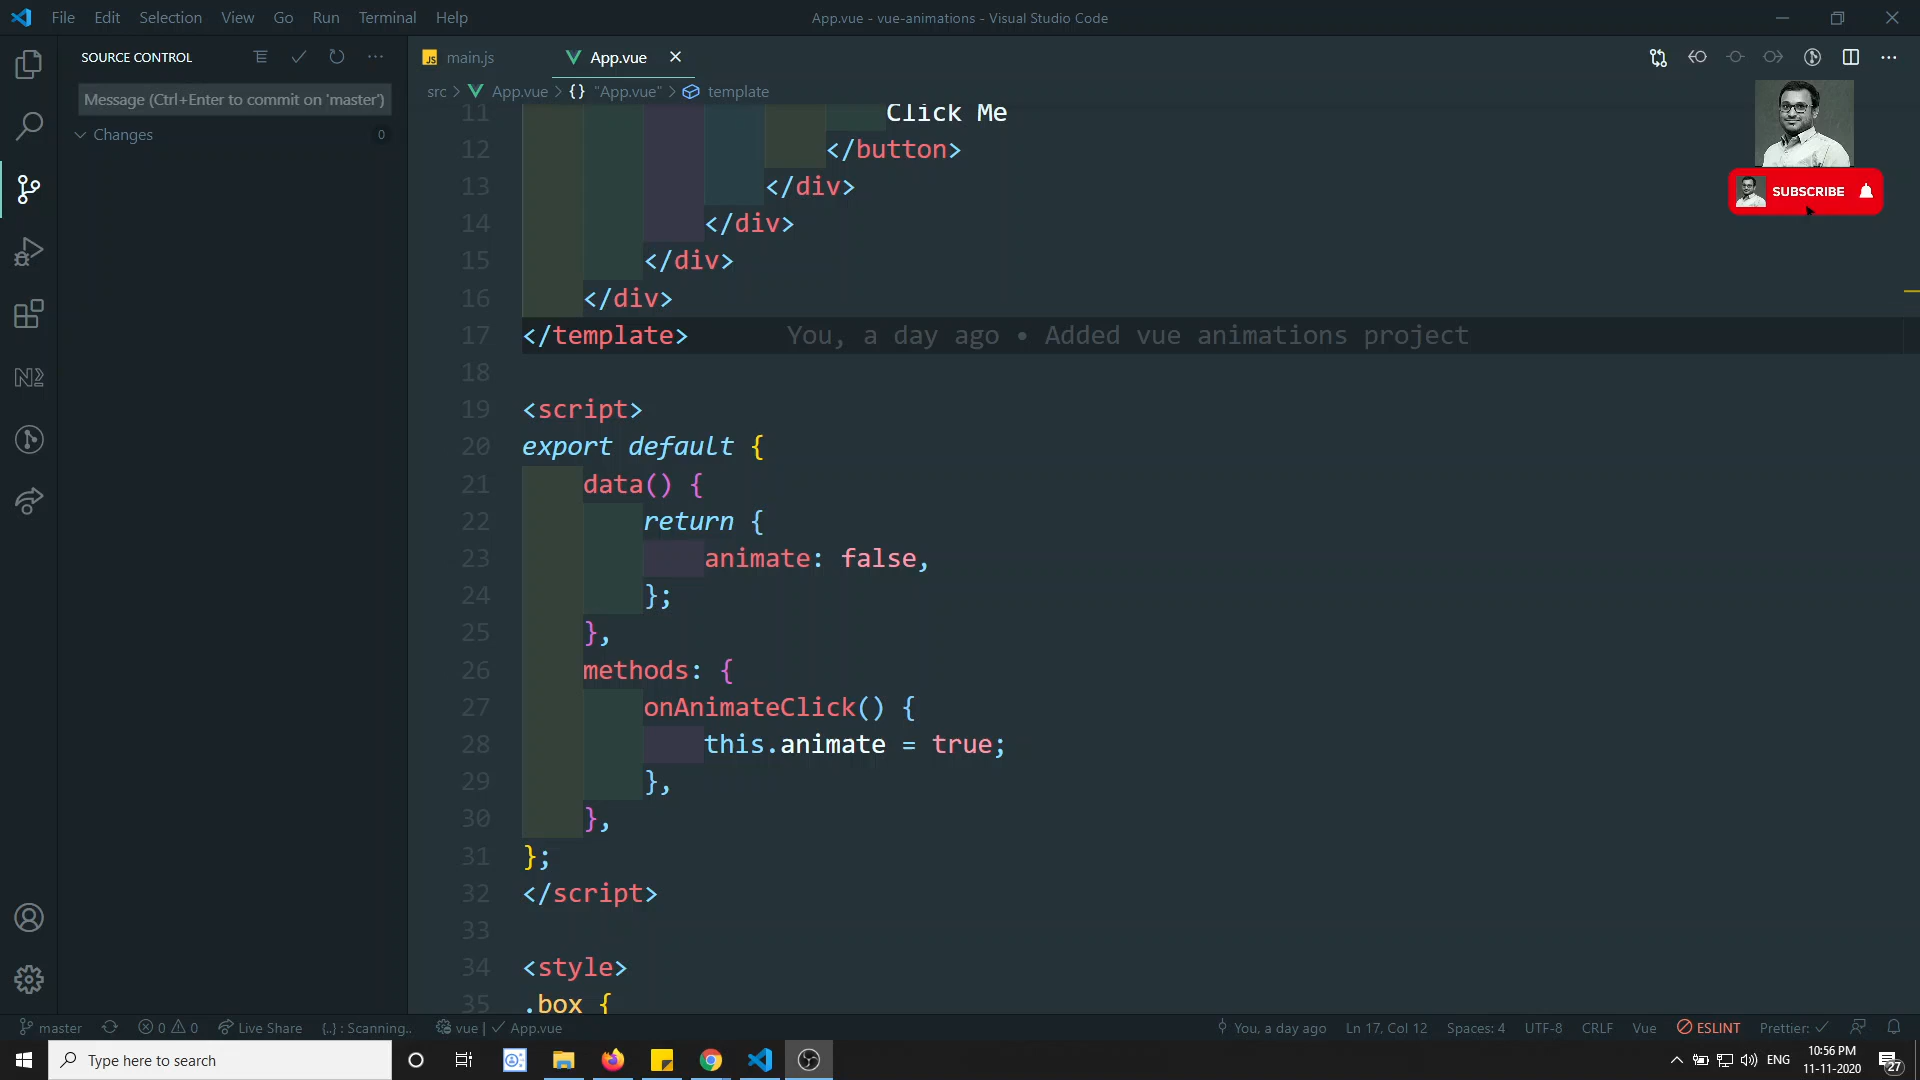 File Edit Selection View Go Run Terminal Help
App.vue - vue-animations - Visual Studio Code
SOURCE CONTROL
Message (Ctrl+Enter to commit on 'master')
Changes 0
main.js
App.vue
src > App.vue > {} "App.vue" > template
SUBSCRIBE
11 Click Me
12 </button>
13 </div>
14 </div>
15 </div>
16 </div>
17 </template> You, a day ago • Added vue animations project
18
19 <script>
20 export default {
21 data() {
22 return {
23 animate: false,
24 };
25 },
26 methods: {
27 onAnimateClick() {
28 this.animate = true;
29 },
30 },
31 };
32 </script>
33
34 <style>
35 .box {
master 0 0 Live Share {..} : Scanning.. vue | ✓ App.vue You, a day ago Ln 17, Col 12 Spaces: 4 UTF-8 CRLF Vue ESLINT Prettier: ✓
Type here to search
ENG
10:56 PM
11-11-2020
27